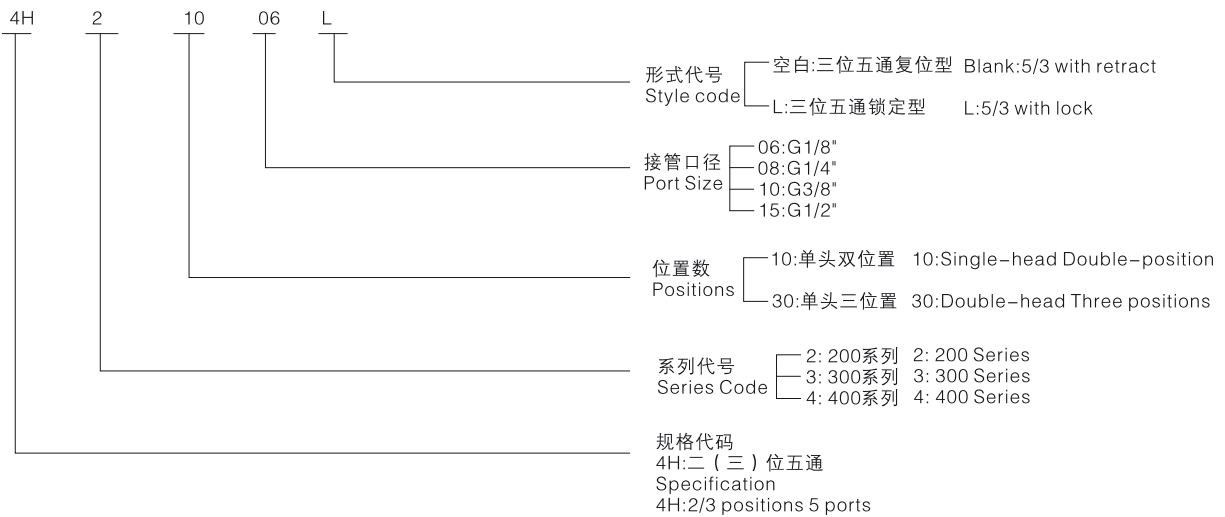 4H 2 10 06 L
形式代号
Style code
空白:三位五通复位型 Blank:5/3 with retract
L:三位五通锁定型 L:5/3 with lock
接管口径
Port Size
06:G1/8"
08:G1/4"
10:G3/8"
15:G1/2"
位置数
Positions
10:单头双位置 10:Single-head Double-position
30:单头三位置 30:Double-head Three positions
系列代号
Series Code
2: 200系列 2: 200 Series
3: 300系列 3: 300 Series
4: 400系列 4: 400 Series
规格代码
4H:二（三）位五通
Specification
4H:2/3 positions 5 ports